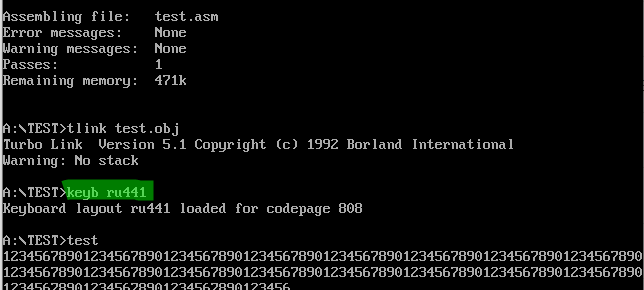 Assembling file:   test.asm
Error messages:    None
Warning messages:  None
Passes:            1
Remaining memory:  471k
A:\TEST>tlink test.obj
Turbo Link  Version 5.1 Copyright (c) 1992 Borland International
Warning: No stack
A:\TEST>keyb ru441
Keyboard layout ru441 loaded for codepage 808
A:\TEST>test
12345678901234567890123456789012345678901234567890123456789012345678901234567890
12345678901234567890123456789012345678901234567890123456789012345678901234567890
123456789012345678901234567890123456